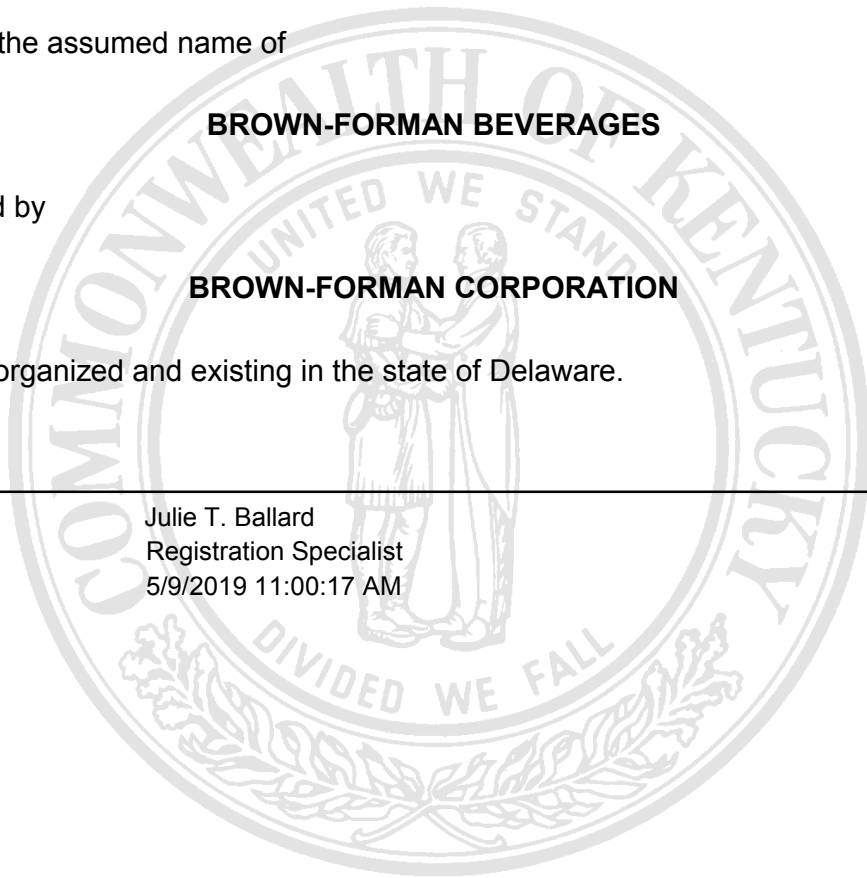 the assumed name of
BROWN-FORMAN BEVERAGES
d by
BROWN-FORMAN CORPORATION
organized and existing in the state of Delaware.
Julie T. Ballard
Registration Specialist
5/9/2019 11:00:17 AM
COMMONWEALTH OF KENTUCKY
UNITED WE STAND
DIVIDED WE FALL